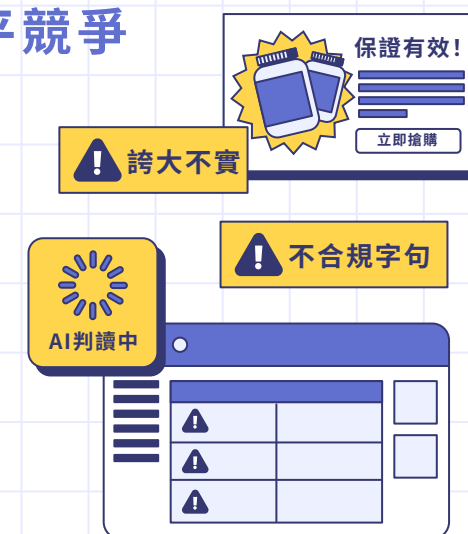 平競爭
保證有效!
立即搶購
誇大不實
不合規字句
AI判讀中